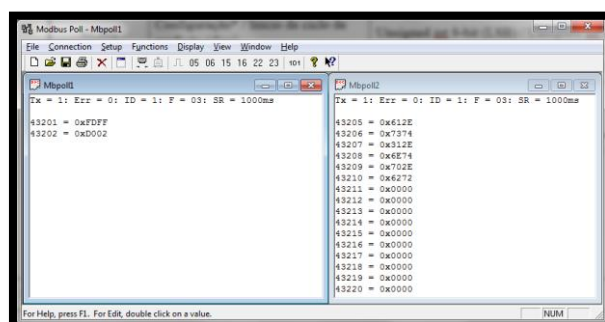 Modbus Poll - Mbpoll1
File Connection Setup Functions Display View Window Help
05 06 15 16 22 23 101
Mbpoll1
Tx = 1: Err = 0: ID = 1: F = 03: SR = 1000ms
43201 = 0xFDFF
43202 = 0xD002
Mbpoll2
Tx = 1: Err = 0: ID = 1: F = 03: SR = 1000ms
43205 = 0x612E
43206 = 0x7374
43207 = 0x312E
43208 = 0x6E74
43209 = 0x702E
43210 = 0x6272
43211 = 0x0000
43212 = 0x0000
43213 = 0x0000
43214 = 0x0000
43215 = 0x0000
43216 = 0x0000
43217 = 0x0000
43218 = 0x0000
43219 = 0x0000
43220 = 0x0000
For Help, press F1. For Edit, double click on a value.
NUM